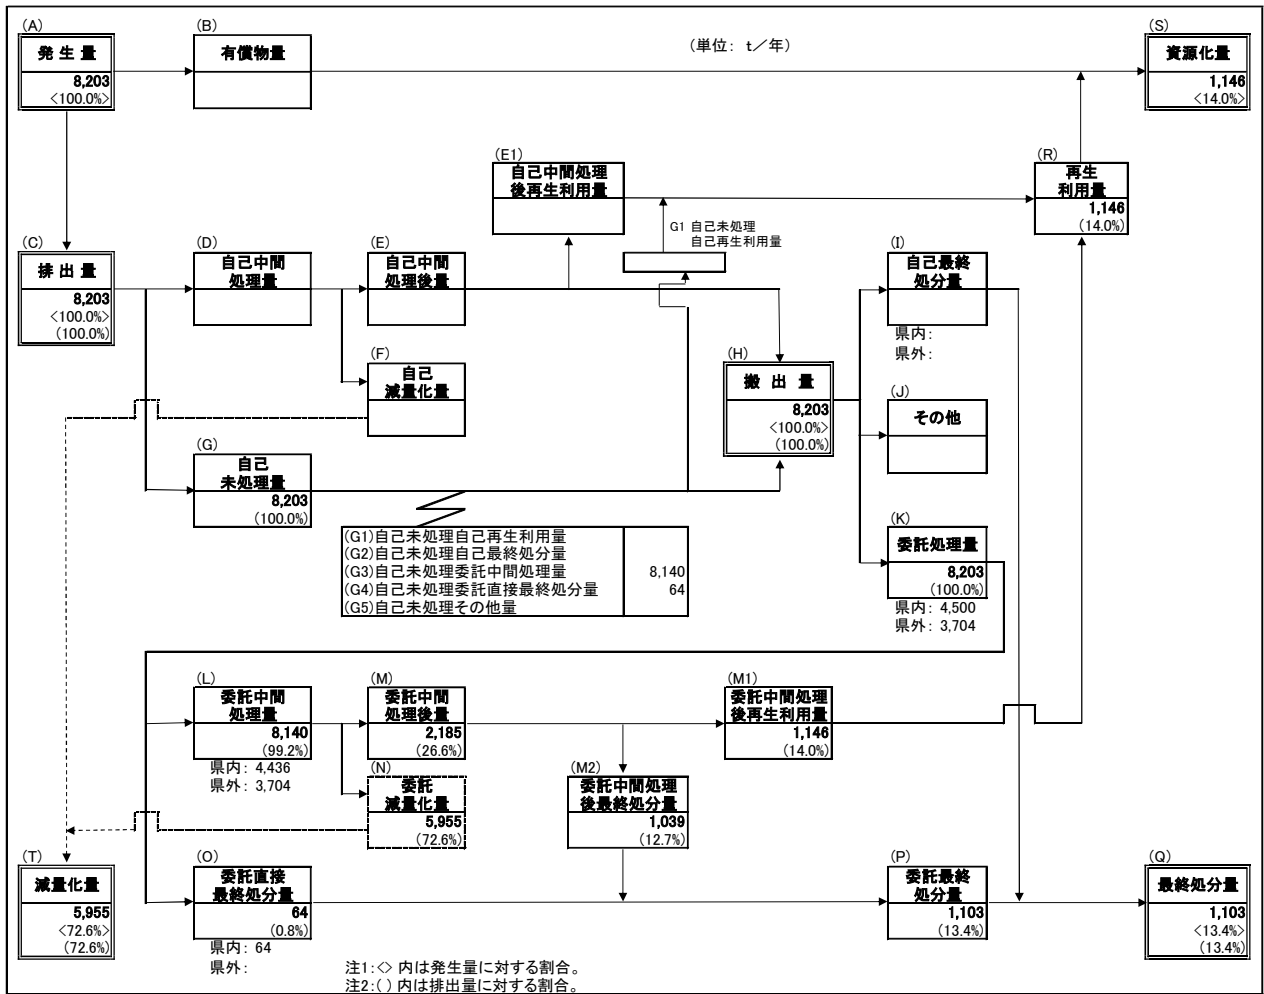 (A)
発生量
8,203
<100.0%>
(B)
有償物量
(単位: t/年)
(S)
資源化量
1,146
<14.0%>
(E1)
自己中間処理
後再生利用量
(R)
再生
利用量
1,146
(14.0%)
G1 自己未処理
自己再生利用量
(C)
排出量
8,203
<100.0%>
(100.0%)
(D)
自己中間
処理量
(E)
自己中間
処理後量
(I)
自己最終
処分量
県内:
県外:
(F)
自己
減量化量
(H)
搬出量
8,203
<100.0%>
(100.0%)
(J)
その他
(G)
自己
未処理量
8,203
(100.0%)
(G1)自己未処理自己再生利用量
(G2)自己未処理自己最終処分量
(G3)自己未処理委託中間処理量 8,140
(G4)自己未処理委託直接最終処分量 64
(G5)自己未処理その他量
(K)
委託処理量
8,203
(100.0%)
県内: 4,500
県外: 3,704
(L)
委託中間
処理量
8,140
(99.2%)
県内: 4,436
県外: 3,704
(M)
委託中間
処理後量
2,185
(26.6%)
(M1)
委託中間処理
後再生利用量
1,146
(14.0%)
(N)
委託
減量化量
5,955
(72.6%)
(M2)
委託中間処理
後最終処分量
1,039
(12.7%)
(T)
減量化量
5,955
<72.6%>
(72.6%)
(O)
委託直接
最終処分量
64
(0.8%)
県内: 64
県外:
(P)
委託最終
処分量
1,103
(13.4%)
(Q)
最終処分量
1,103
<13.4%>
(13.4%)
注1:<> 内は発生量に対する割合。
注2:( ) 内は排出量に対する割合。